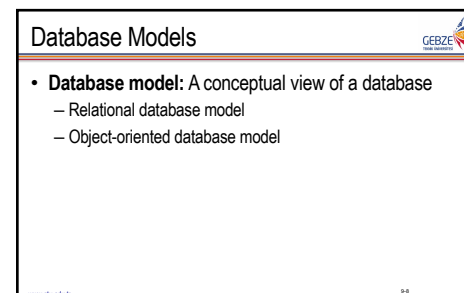 Database Models
GEBZE
• Database model: A conceptual view of a database
– Relational database model
– Object-oriented database model
9-8